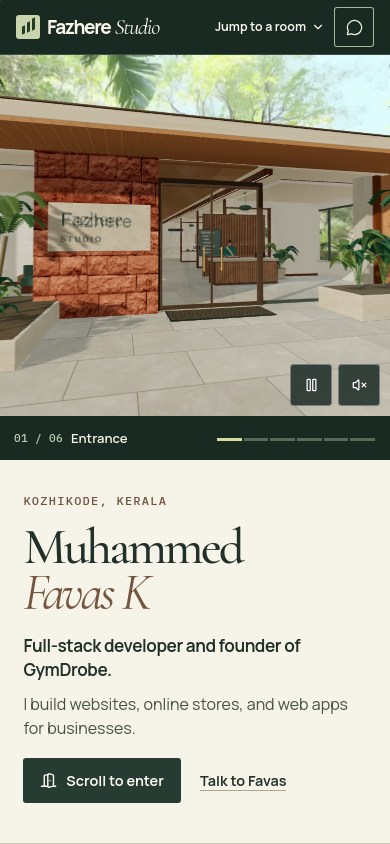 Fazhere Studio
Jump to a room
Fazhere
STUDIO
01 / 06 Entrance
KOZHIKODE, KERALA
Muhammed
Favas K
Full-stack developer and founder of
GymDrobe.
I build websites, online stores, and web apps
for businesses.
Scroll to enter
Talk to Favas